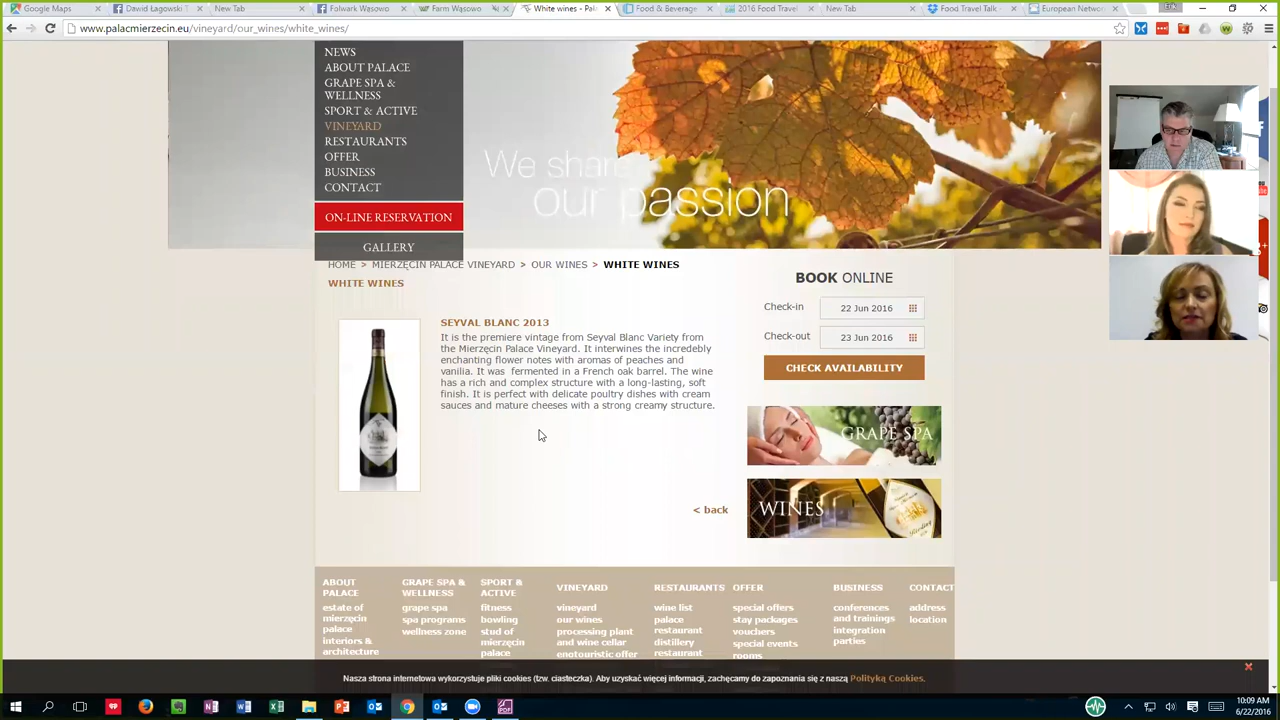 Google Maps
Dawid Łagowski
New Tab
Folwark Wąsowo
Farm Wąsowo
White wines - Pał
Food & Beverage
2016 Food Travel
New Tab
Food Travel Talk -
European Networ
Erik
www.palacmierzecin.eu/vineyard/our_wines/white_wines/
NEWS
ABOUT PALACE
GRAPE SPA &
WELLNESS
SPORT & ACTIVE
VINEYARD
RESTAURANTS
OFFER
BUSINESS
CONTACT
ON-LINE RESERVATION
GALLERY
We share
our passion
HOME > MIERZĘCIN PALACE VINEYARD > OUR WINES > WHITE WINES
WHITE WINES
SEYVAL BLANC 2013
It is the premiere vintage from Seyval Blanc Variety from
the Mierzęcin Palace Vineyard. It interwines the incredebly
enchanting flower notes with aromas of peaches and
vanilia. It was fermented in a French oak barrel. The wine
has a rich and complex structure with a long-lasting, soft
finish. It is perfect with delicate poultry dishes with cream
sauces and mature cheeses with a strong creamy structure.
< back
BOOK ONLINE
Check-in 22 Jun 2016
Check-out 23 Jun 2016
CHECK AVAILABILITY
GRAPE SPA
WINES
ABOUT
PALACE
estate of
mierzęcin
palace
interiors &
architecture
GRAPE SPA &
WELLNESS
grape spa
spa programs
wellness zone
SPORT &
ACTIVE
fitness
bowling
stud of
mierzęcin
palace
VINEYARD
vineyard
our wines
processing plant
and wine cellar
enotouristic offer
RESTAURANTS
wine list
palace
restaurant
distillery
restaurant
OFFER
special offers
stay packages
vouchers
special events
rooms
BUSINESS
conferences
and trainings
integration
parties
CONTACT
address
location
Nasza strona internetowa wykorzystuje pliki cookies (tzw. ciasteczka). Aby uzyskać więcej informacji, zachęcamy do zapoznania się z naszą Polityką Cookies.
10:09 AM
6/22/2016